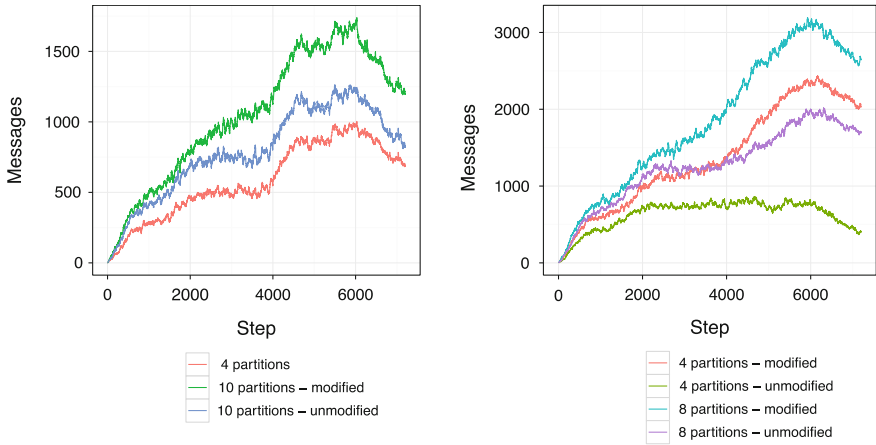 1500
1000
500
0
Messages
0 2000 4000 6000
Step
4 partitions
10 partitions – modified
10 partitions – unmodified
3000
2000
1000
0
Messages
0 2000 4000 6000
Step
4 partitions – modified
4 partitions – unmodified
8 partitions – modified
8 partitions – unmodified